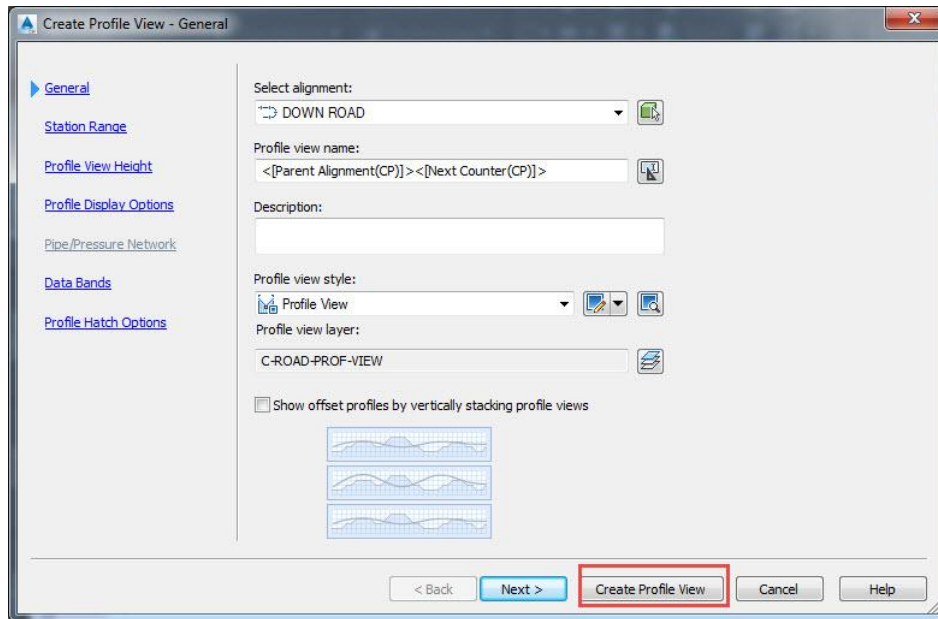 Create Profile View - General
General
Station Range
Profile View Height
Profile Display Options
Pipe/Pressure Network
Data Bands
Profile Hatch Options
Select alignment:
DOWN ROAD
Profile view name:
<[Parent Alignment(CP)]><[Next Counter(CP)]>
Description:
Profile view style:
Profile View
Profile view layer:
C-ROAD-PROF-VIEW
Show offset profiles by vertically stacking profile views
< Back
Next >
Create Profile View
Cancel
Help